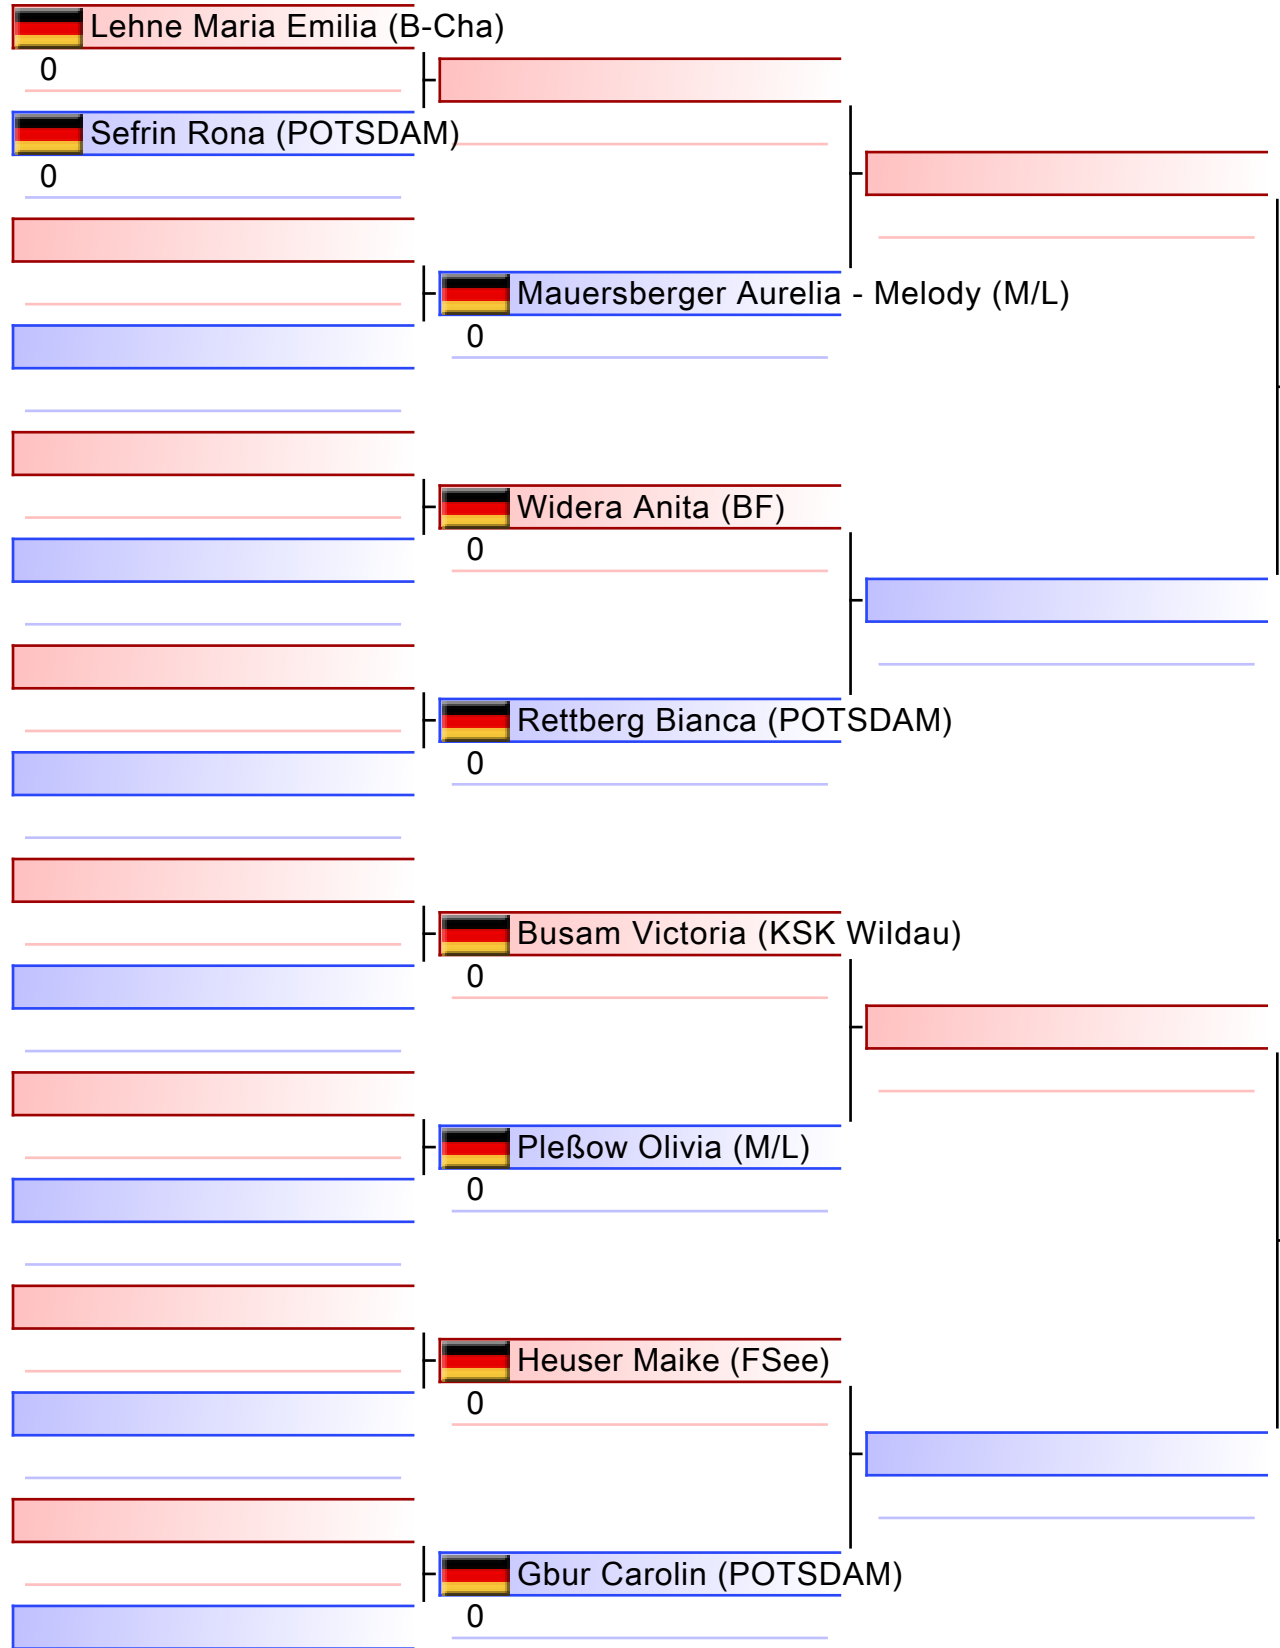 Lehne Maria Emilia (B-Cha)
0
Sefrin Rona (POTSDAM)
0
Mauersberger Aurelia - Melody (M/L)
0
Widera Anita (BF)
0
Rettberg Bianca (POTSDAM)
0
Busam Victoria (KSK Wildau)
0
Pleßow Olivia (M/L)
0
Heuser Maike (FSee)
0
Gbur Carolin (POTSDAM)
0